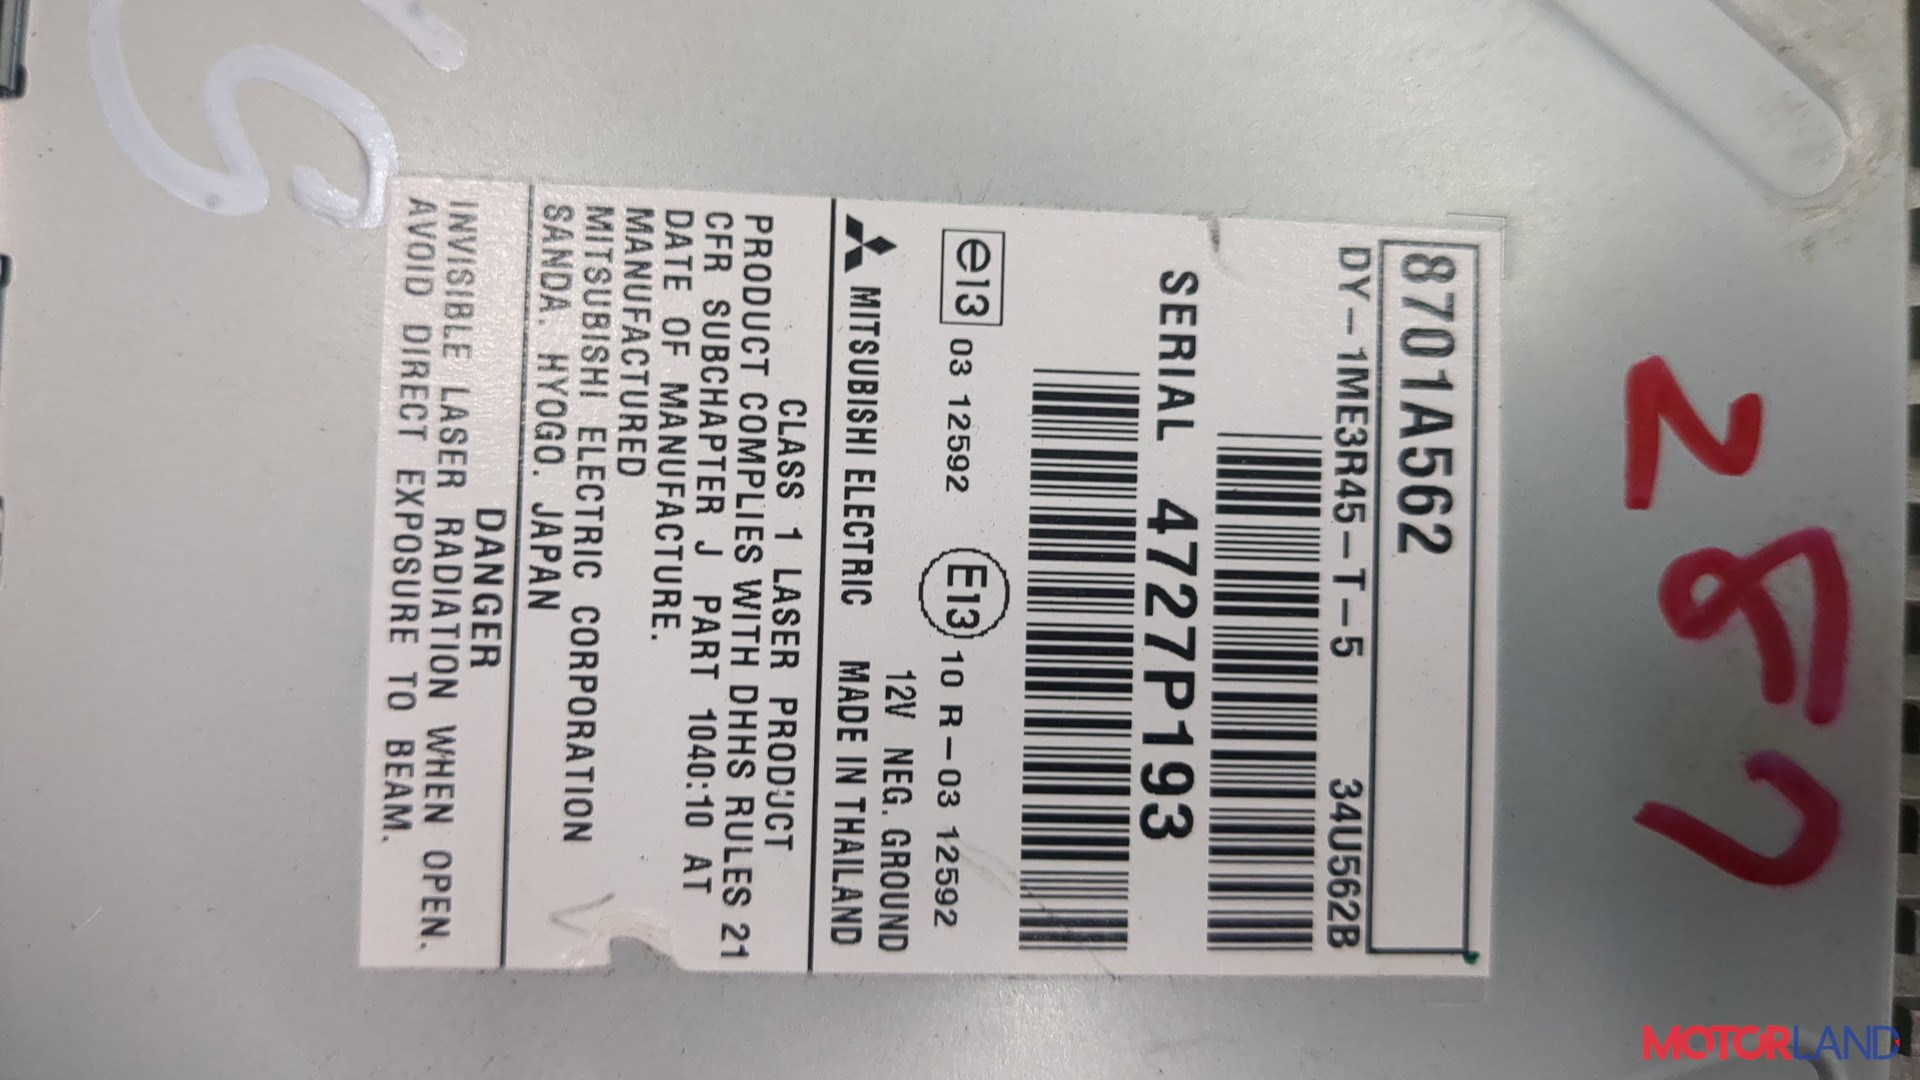 8701A562
DY-1ME3R45-T-5 34U562B
SERIAL 4727P193
e13 03 12592 E13 10 R-03 12592
12V NEG. GROUND
MITSUBISHI ELECTRIC MADE IN THAILAND
CLASS 1 LASER PRODUCT
PRODUCT COMPLIES WITH DHHS RULES 21
CFR SUBCHAPTER J PART 1040:10 AT
DATE OF MANUFACTURE.
MANUFACTURED
MITSUBISHI ELECTRIC CORPORATION
SANDA. HYOGO. JAPAN
DANGER
INVISIBLE LASER RADIATION WHEN OPEN.
AVOID DIRECT EXPOSURE TO BEAM.
287
MOTORLAND